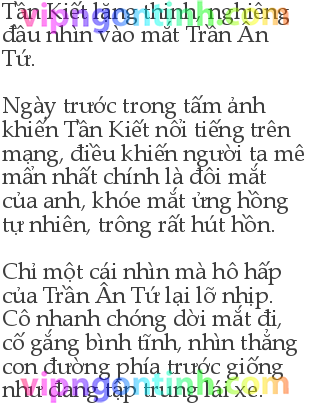 Tần Kiết lặng thinh, nghiêng
đầu nhìn vào mắt Trần Ân
Tứ.
Ngày trước trong tấm ảnh
khiến Tần Kiết nổi tiếng trên
mạng, điều khiến người ta mê
mẩn nhất chính là đôi mắt
của anh, khóe mắt ửng hồng
tự nhiên, trông rất hút hồn.
Chỉ một cái nhìn mà hô hấp
của Trần Ân Tứ lại lỡ nhịp.
Cô nhanh chóng dời mắt đi,
cố gắng bình tĩnh, nhìn thẳng
con đường phía trước giống
như đang tập trung lái xe.
vipngontinh.com
vipngontinh.com